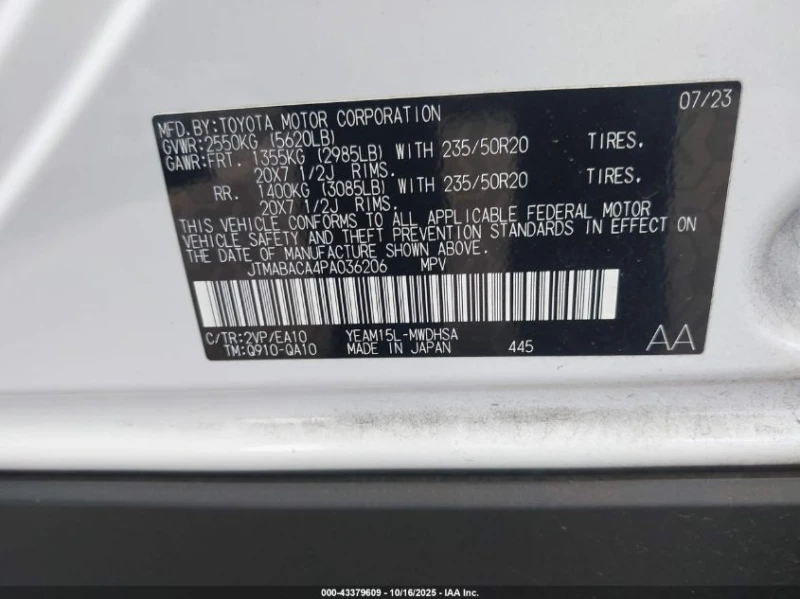 07/23
MFD.BY:TOYOTA MOTOR CORPORATION
GVWR:2550KG (5620LB)
GAWR:FRT. 1355KG (2985LB) WITH 235/50R20 TIRES.
20X7 1/2J RIMS.
RR. 1400KG (3085LB) WITH 235/50R20 TIRES.
20X7 1/2J RIMS.
THIS VEHICLE CONFORMS TO ALL APPLICABLE FEDERAL MOTOR
VEHICLE SAFETY AND THEFT PREVENTION STANDARDS IN EFFECT ON
THE DATE OF MANUFACTURE SHOWN ABOVE.
JTMABACA4PA036206 MPV
C/TR:2VP/EA10 YEAM15L-MWDHSA
TM:Q910-QA10 MADE IN JAPAN 445 AA
000-43379609 - 10/16/2025 - IAA Inc.